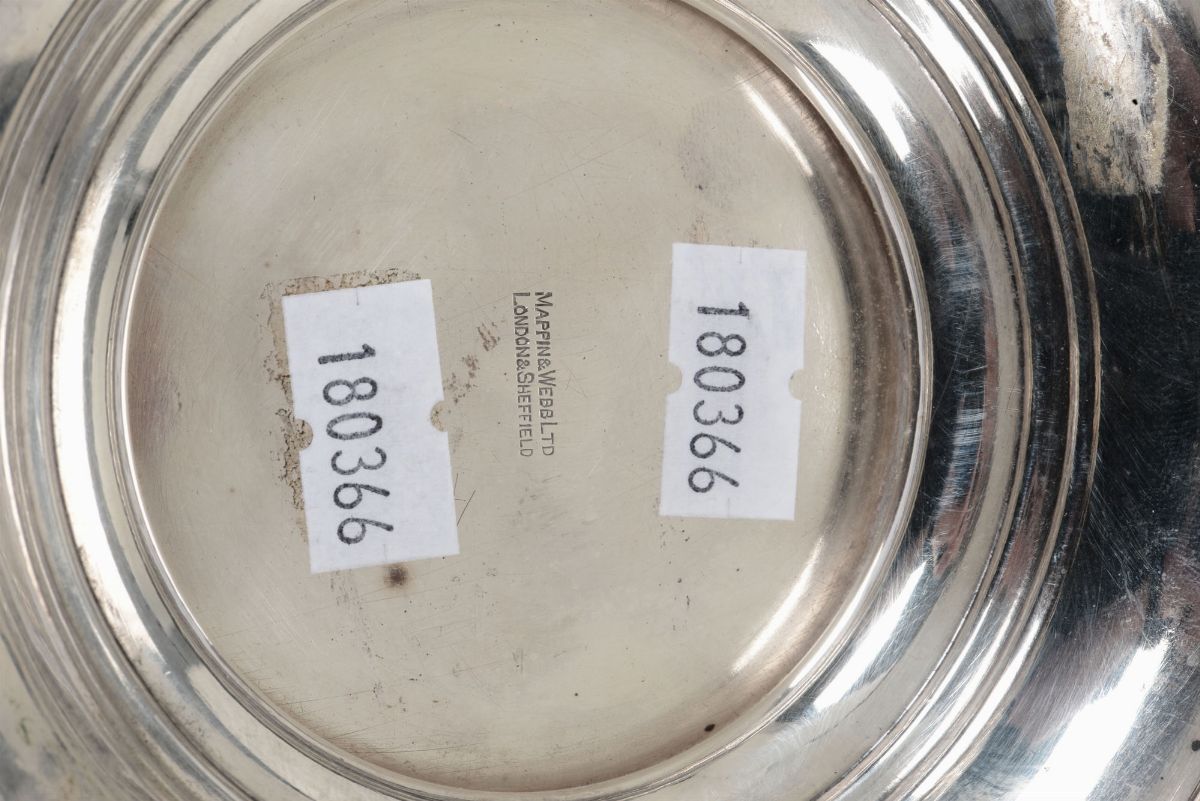 MAPPIN & WEBB LTD
LONDON & SHEFFIELD
180366
180366